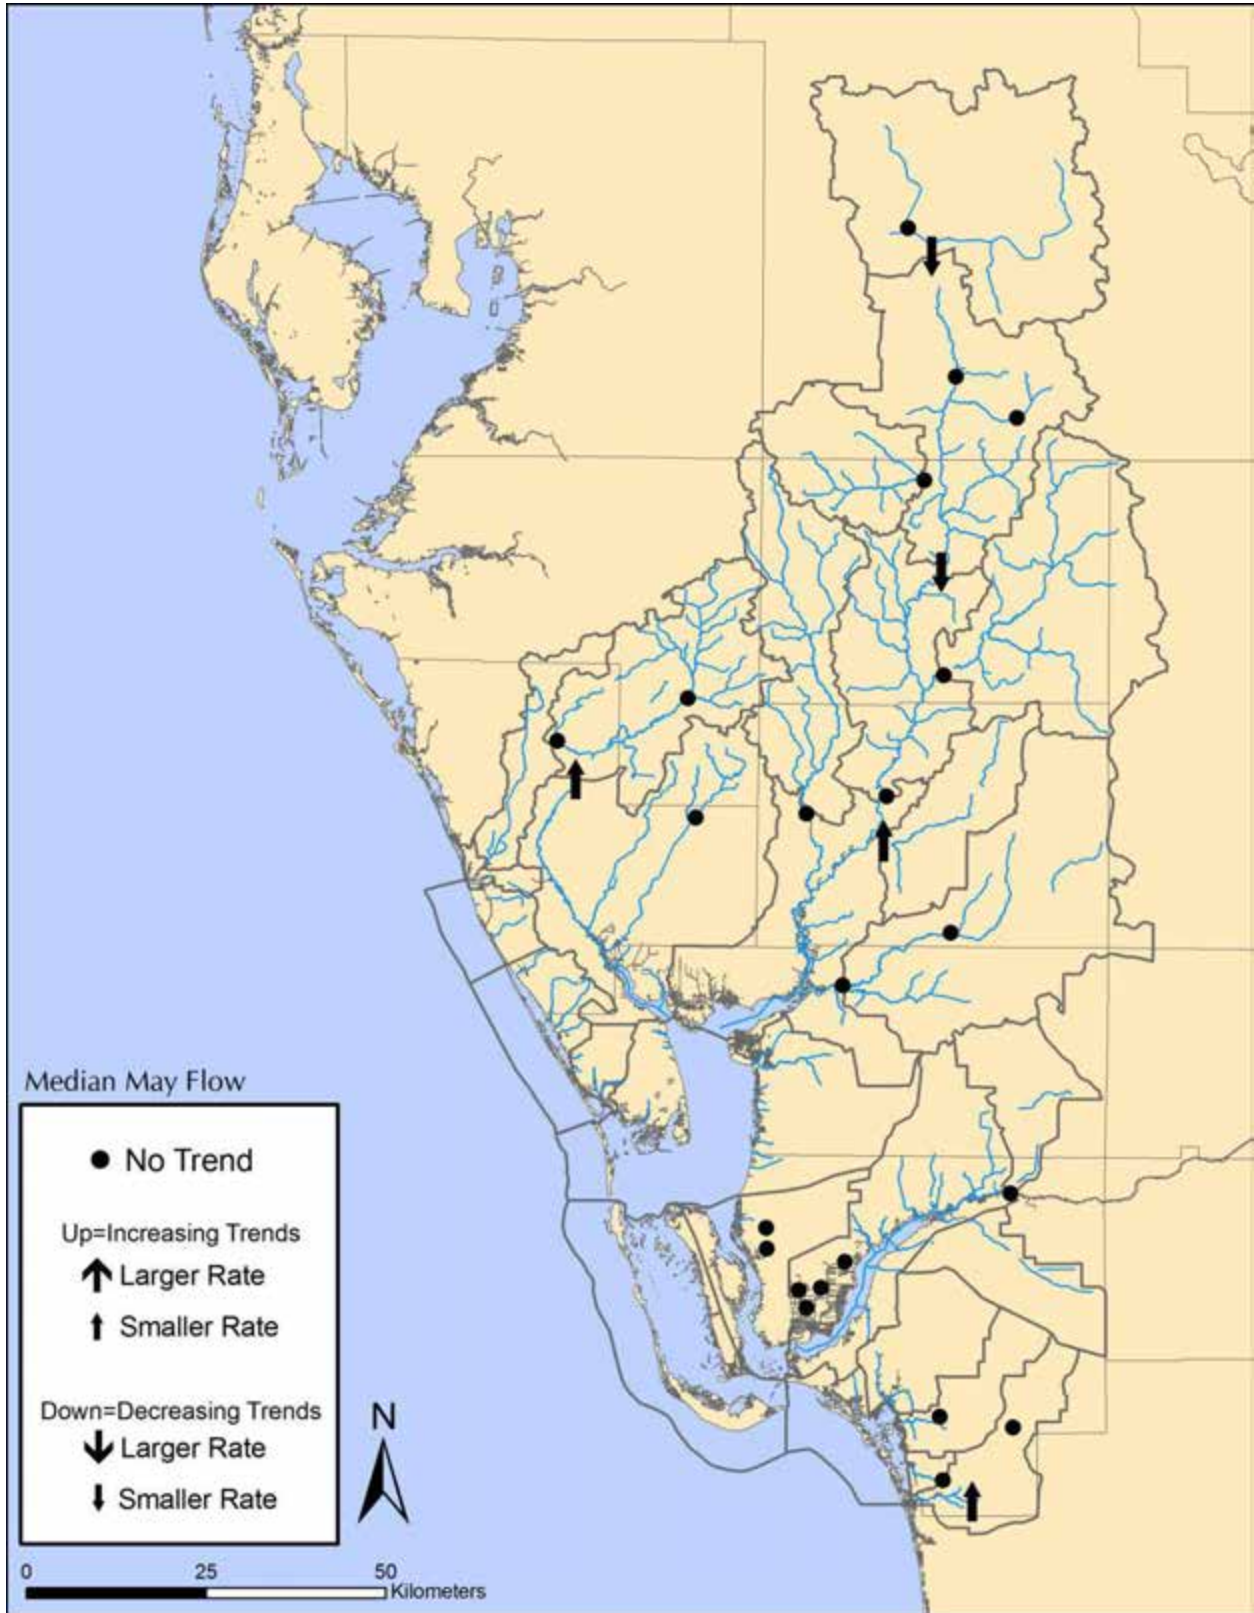 Median May Flow
No Trend
Up=Increasing Trends
Larger Rate
Smaller Rate
Down=Decreasing Trends
Larger Rate
Smaller Rate
N
0 25 50
Kilometers